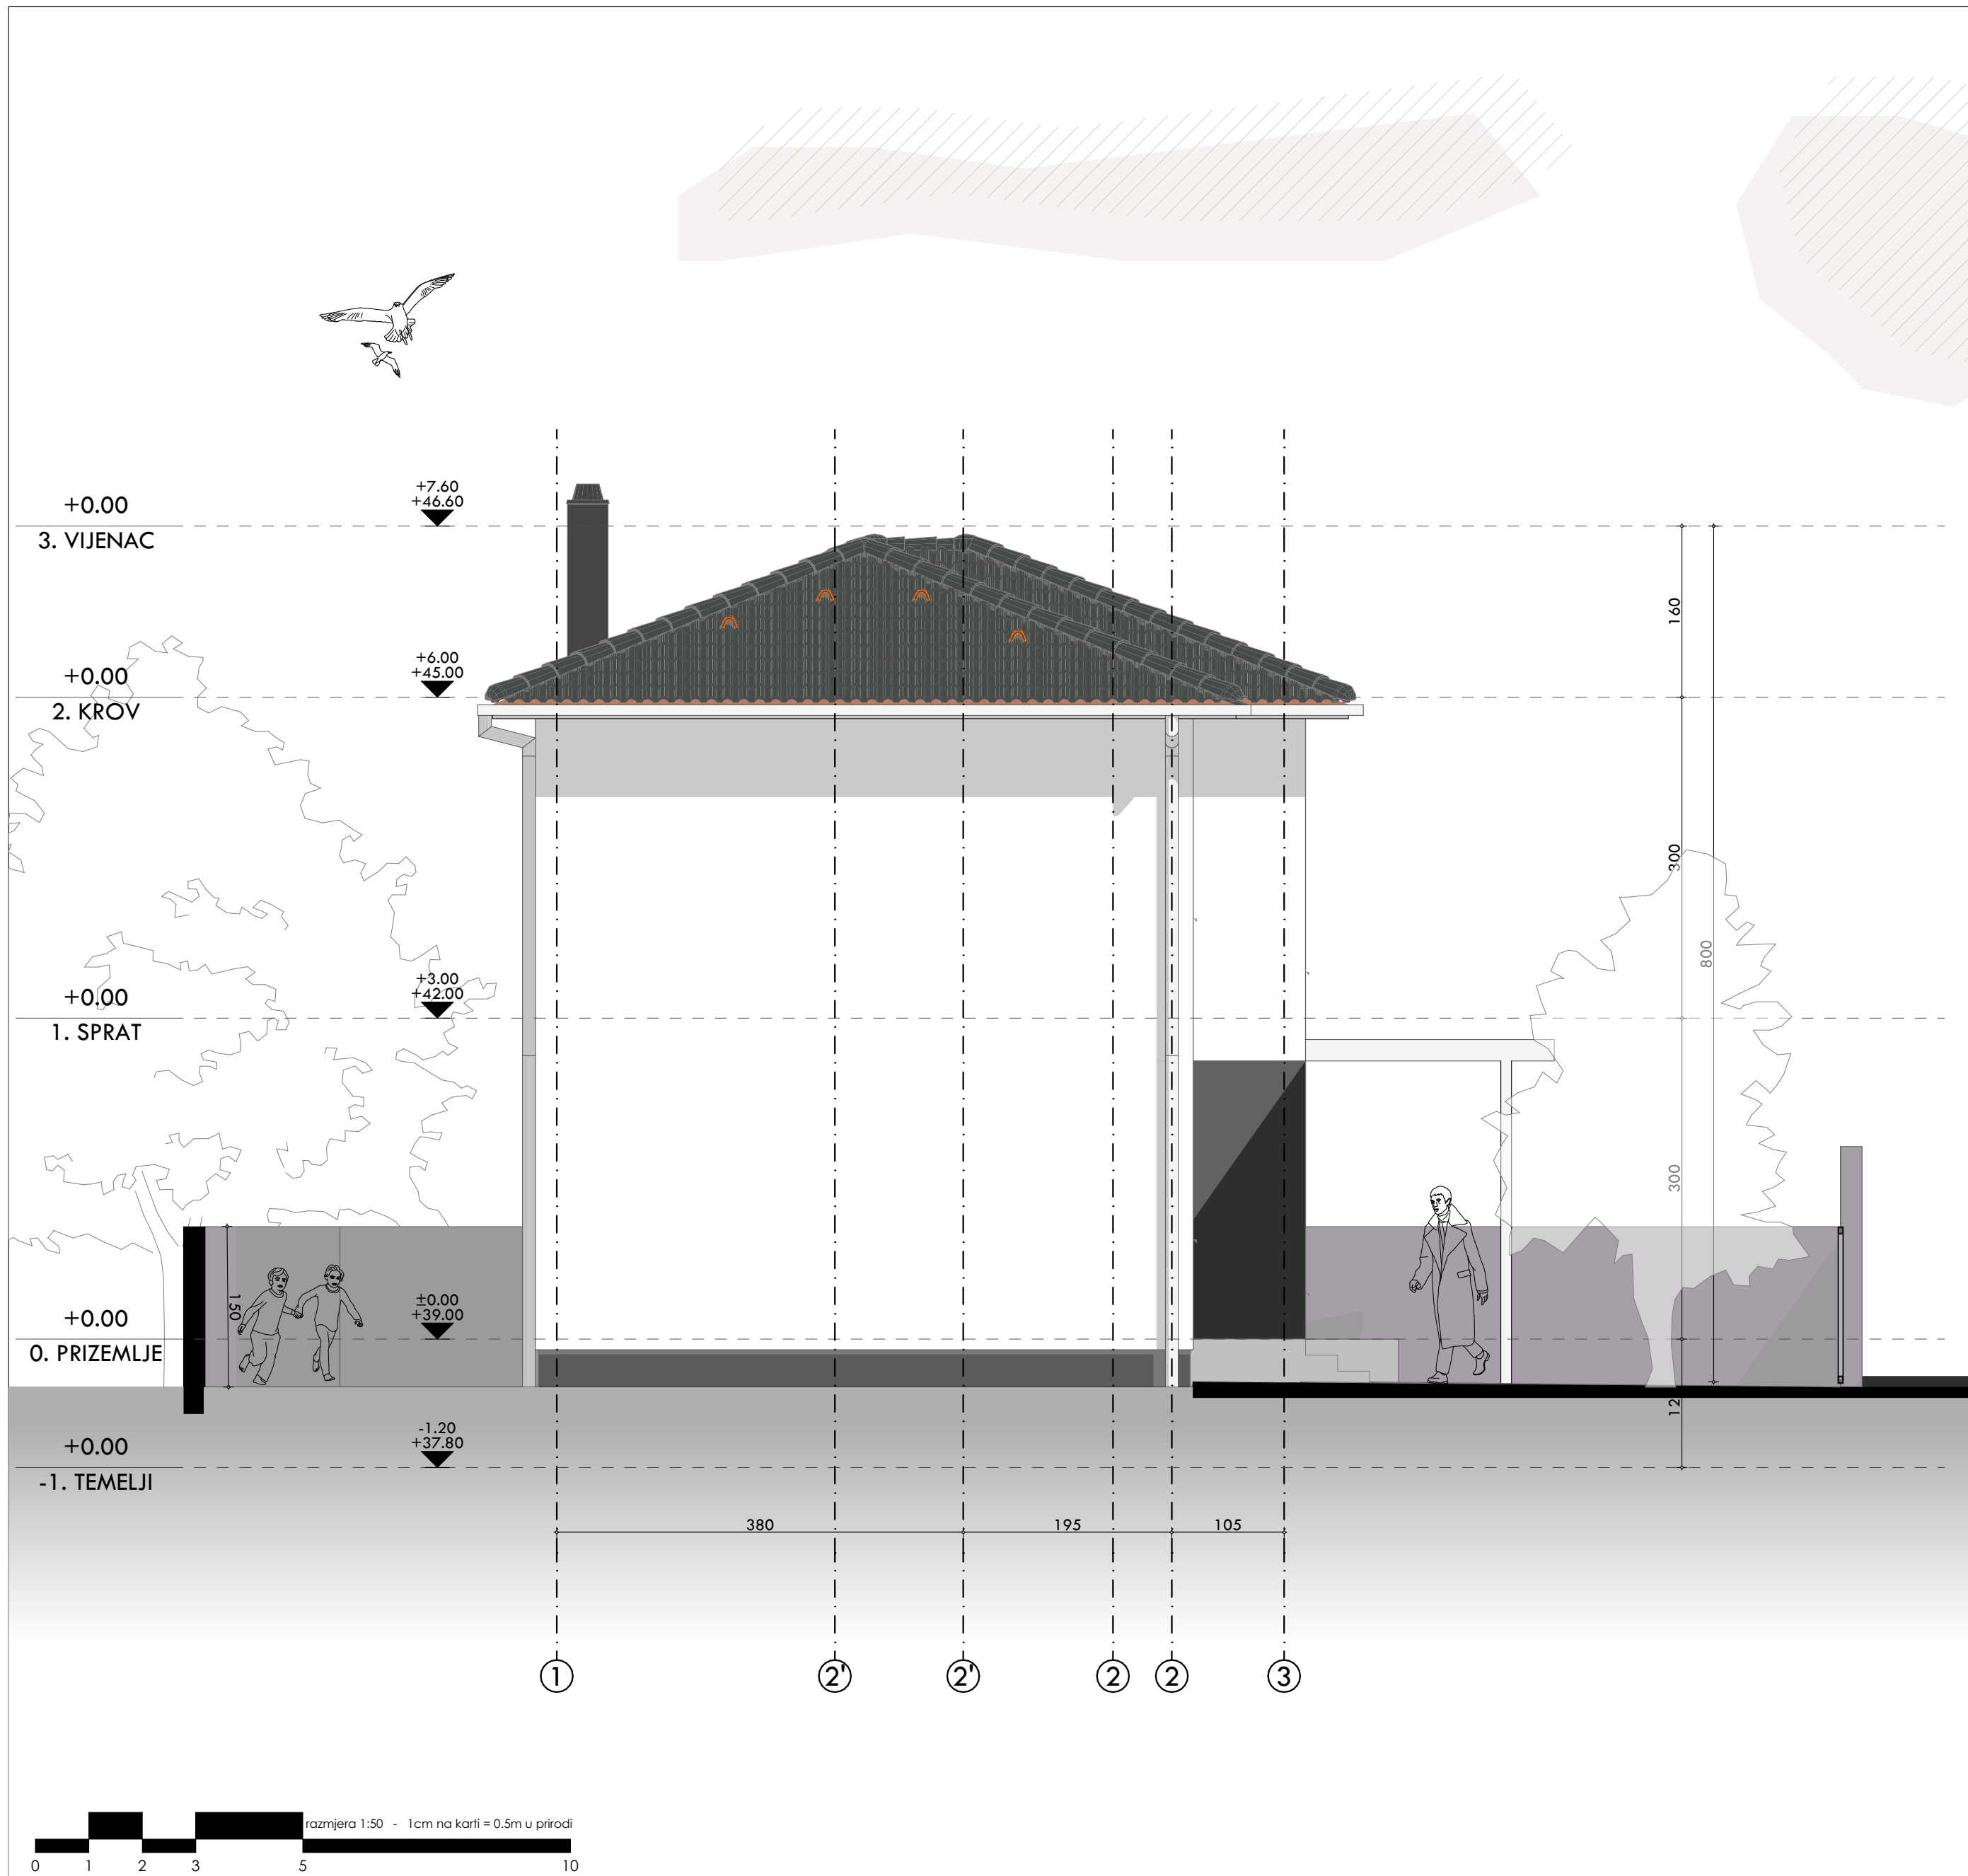 +7.60
+0.00
+46.60
3. VIJENAC
160
+6.00
+0.00
+45.00
2. KROV
300
800
+3.00
+0.00
+42.00
1. SPRAT
300
150
±0.00
+0.00
+39.00
0. PRIZEMLJE
12
-1.20
+0.00
+37.80
-1. TEMELJI
380 195 105
1 2' 2' 2 2 3
razmjera 1:50 - 1cm na karti = 0.5m u prirodi
0 1 2 3 5 10